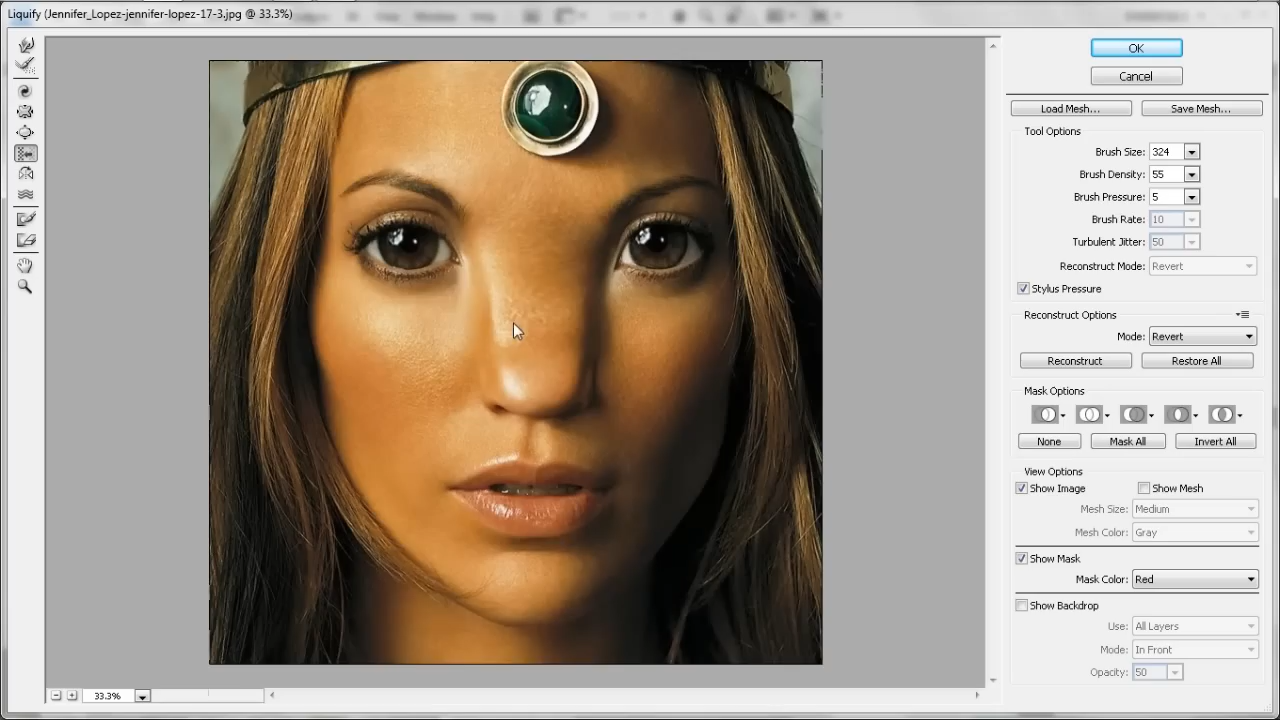 Liquify (Jennifer_Lopez-jennifer-lopez-17-3.jpg @ 33.3%)
OK
Cancel
Load Mesh... Save Mesh...
Tool Options
Brush Size: 324
Brush Density: 55
Brush Pressure: 5
Brush Rate: 10
Turbulent Jitter: 50
Reconstruct Mode: Revert
Stylus Pressure
Reconstruct Options
Mode: Revert
Reconstruct Restore All
Mask Options
None Mask All Invert All
View Options
Show Image Show Mesh
Mesh Size: Medium
Mesh Color: Gray
Show Mask
Mask Color: Red
Show Backdrop
Use: All Layers
Mode: In Front
Opacity: 50
33.3%